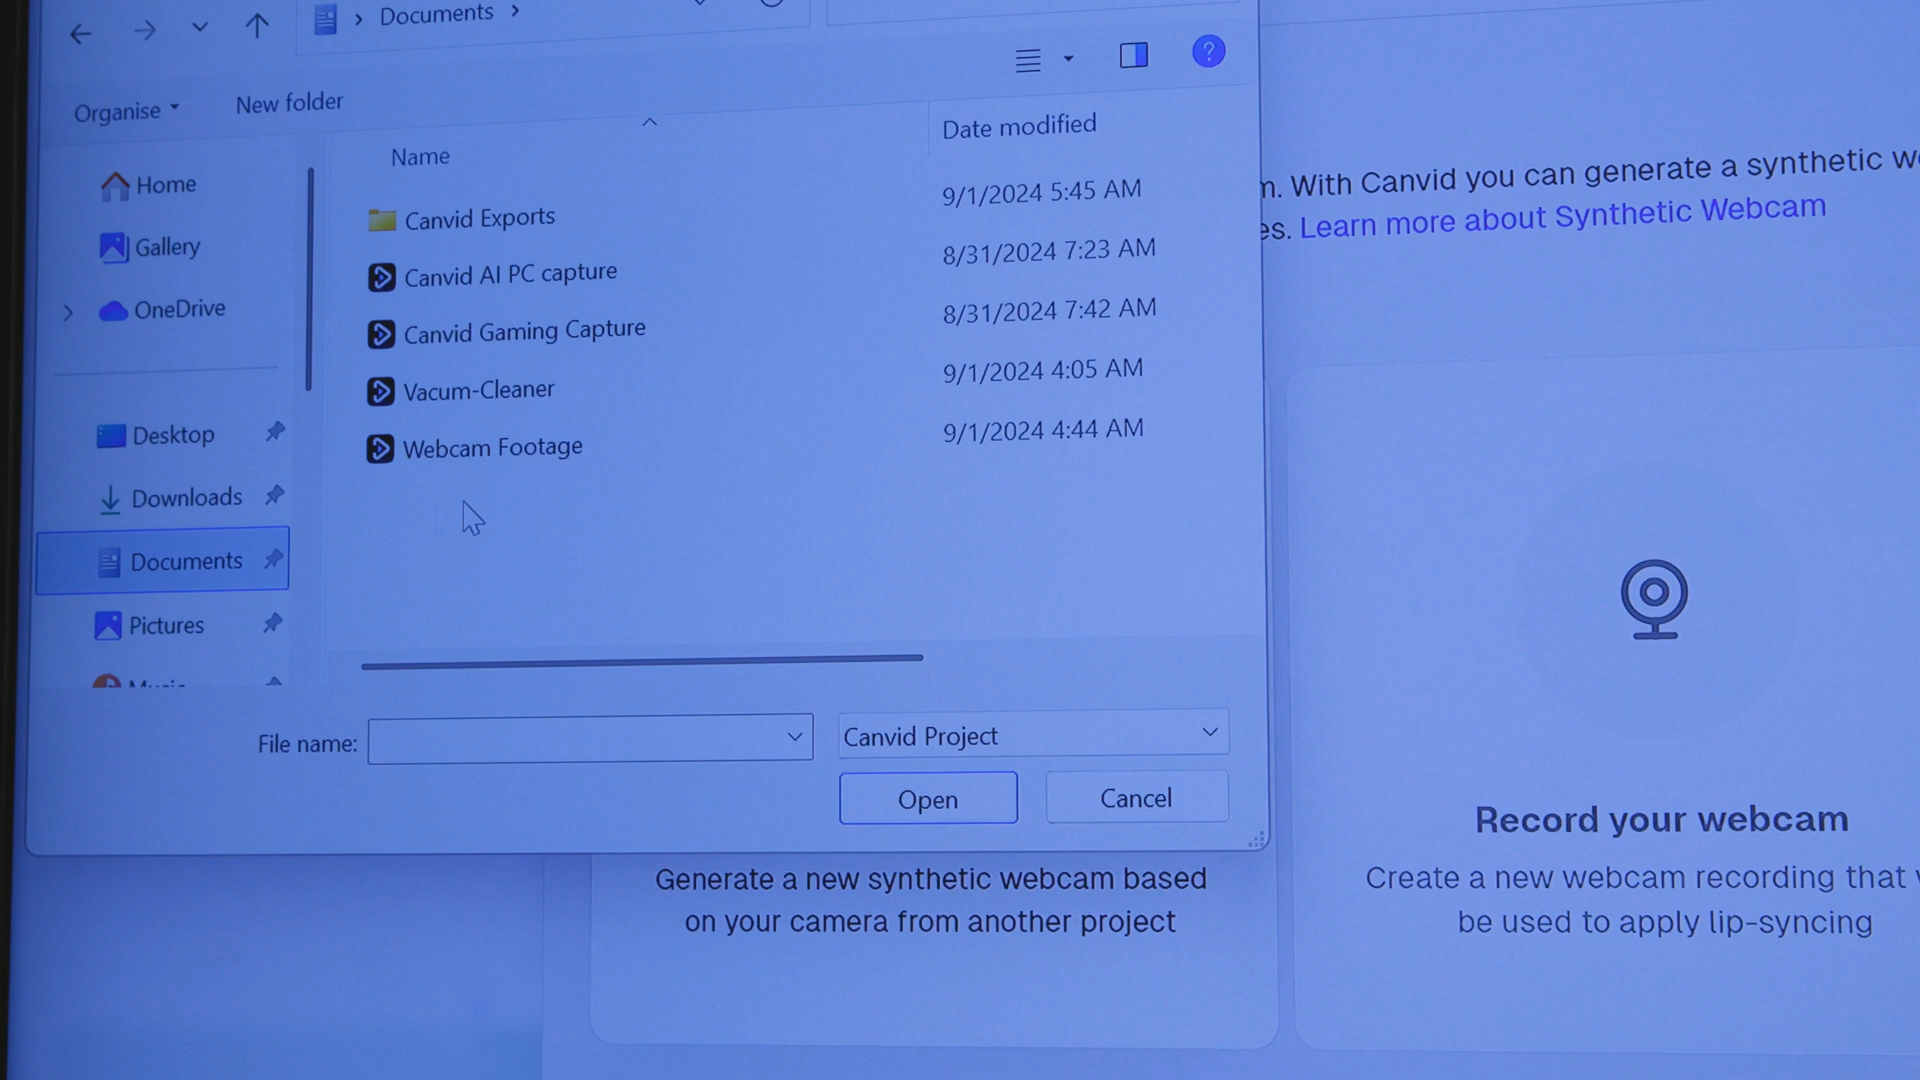 Documents
Organise
New folder
Name
Date modified
Home
Gallery
OneDrive
Desktop
Downloads
Documents
Pictures
Canvid Exports 9/1/2024 5:45 AM
Canvid AI PC capture 8/31/2024 7:23 AM
Canvid Gaming Capture 8/31/2024 7:42 AM
Vacum-Cleaner 9/1/2024 4:05 AM
Webcam Footage 9/1/2024 4:44 AM
File name:
Canvid Project
Open
Cancel
With Canvid you can generate a synthetic
Learn more about Synthetic Webcam
Generate a new synthetic webcam based
on your camera from another project
Record your webcam
Create a new webcam recording that
be used to apply lip-syncing